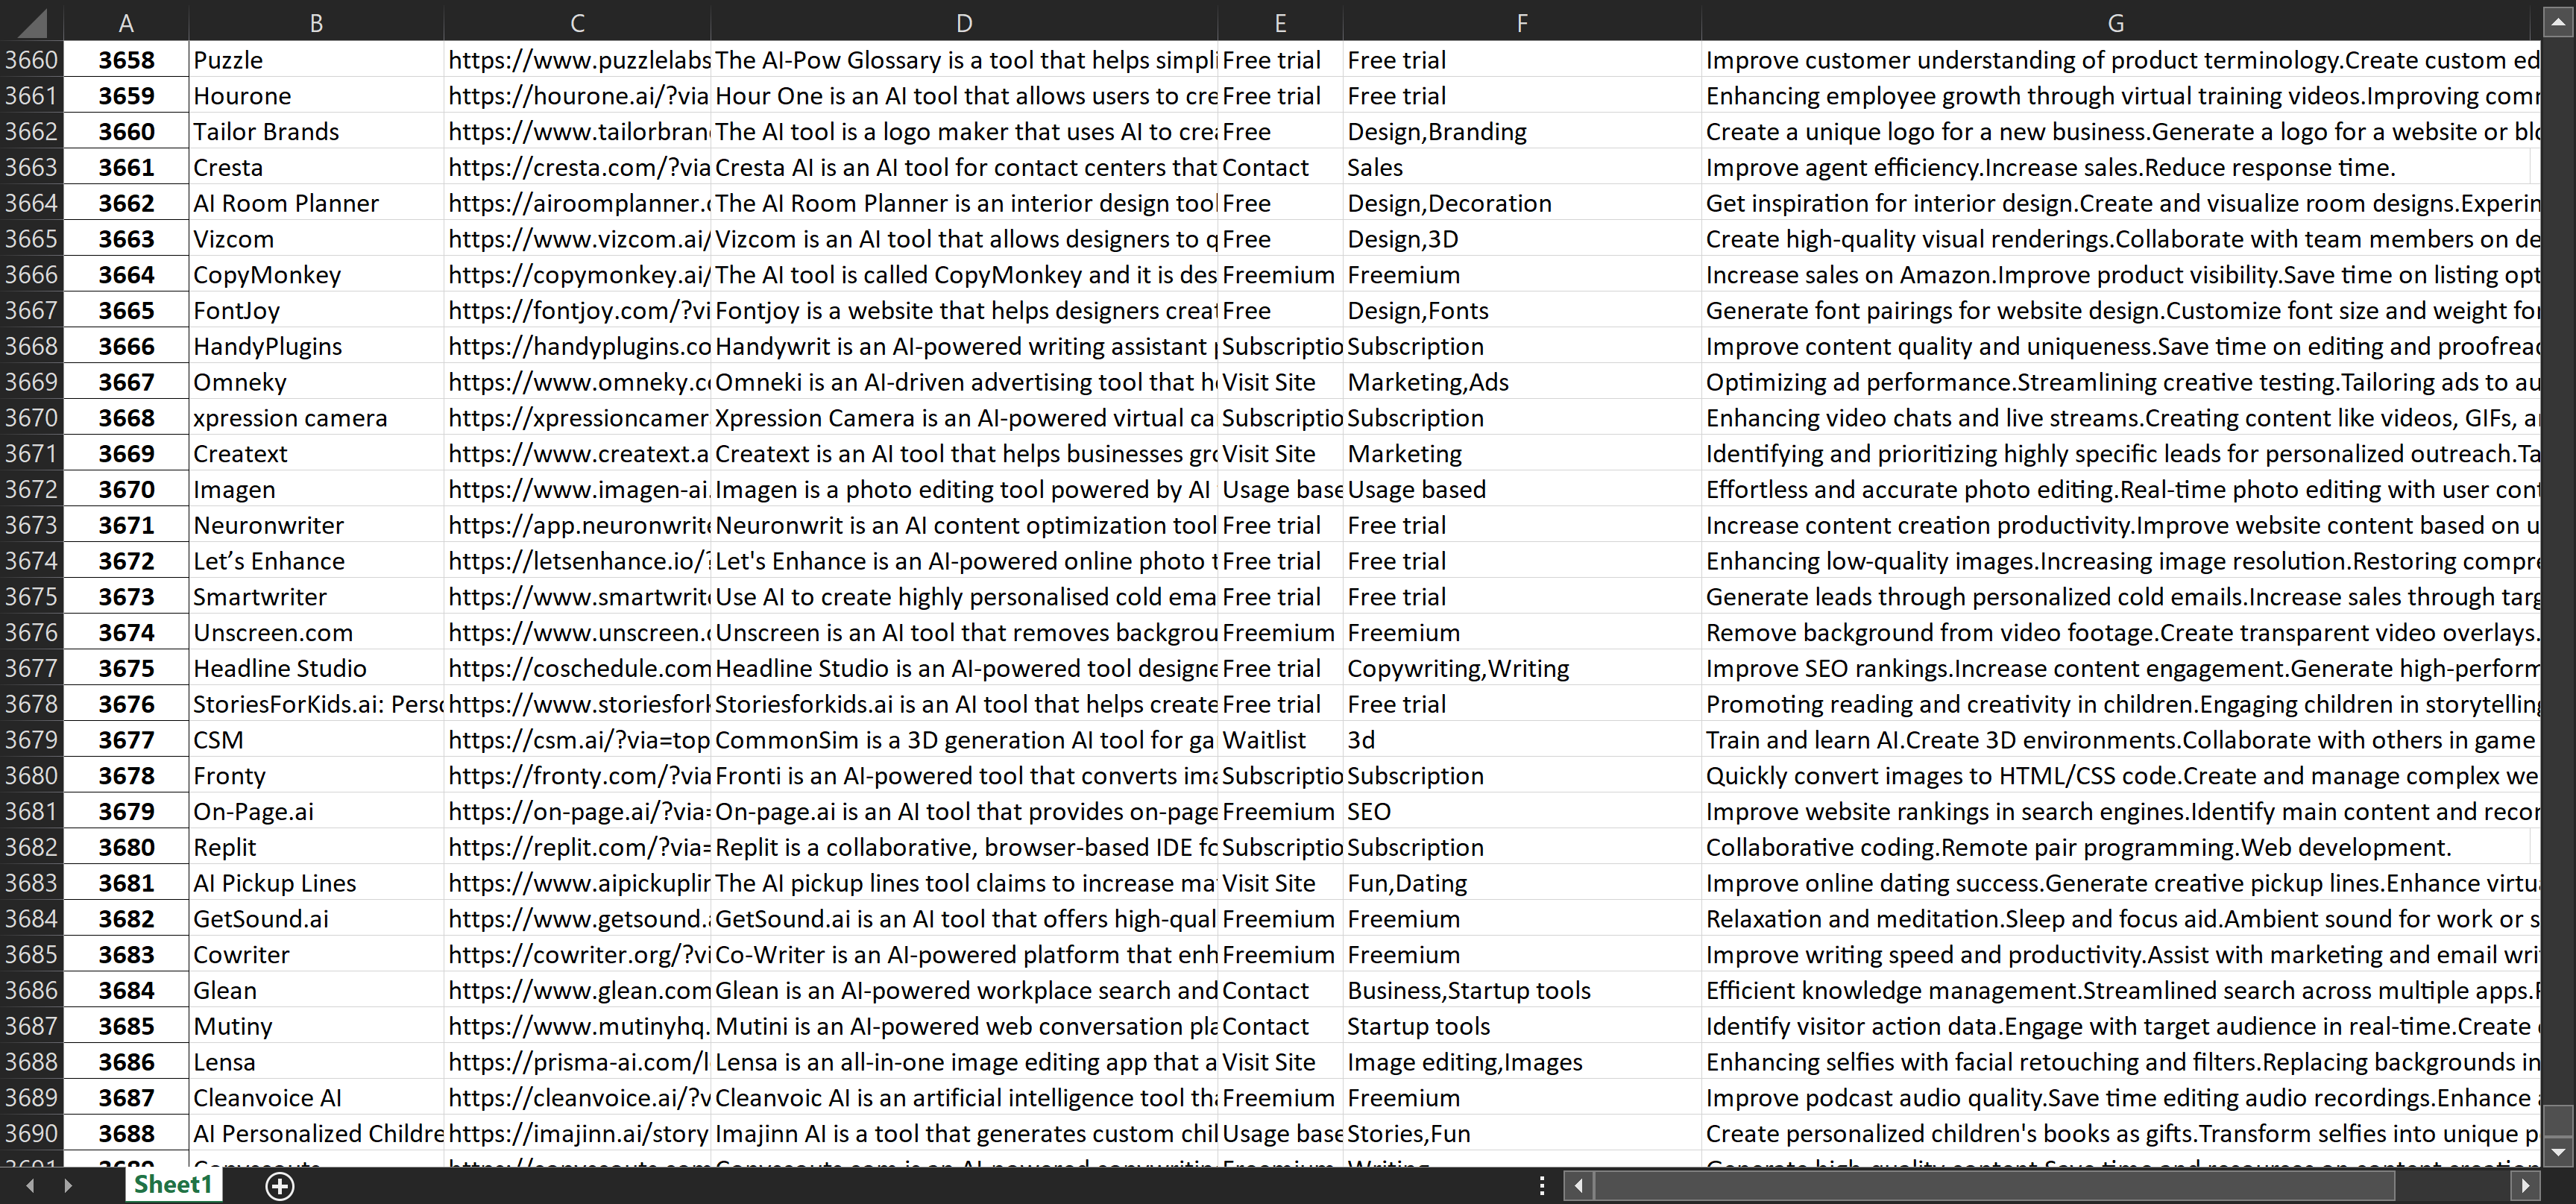 A B C D E F G
3660 3658 Puzzle https://www.puzzlelabs The AI-Pow Glossary is a tool that helps simpli Free trial Free trial Improve customer understanding of product terminology.Create custom ed
3661 3659 Hourone https://hourone.ai/?via Hour One is an AI tool that allows users to cre Free trial Free trial Enhancing employee growth through virtual training videos.Improving com
3662 3660 Tailor Brands https://www.tailorbran The AI tool is a logo maker that uses AI to crea Free Design,Branding Create a unique logo for a new business.Generate a logo for a website or blo
3663 3661 Cresta https://cresta.com/?via Cresta AI is an AI tool for contact centers that Contact Sales Improve agent efficiency.Increase sales.Reduce response time.
3664 3662 AI Room Planner https://airoomplanner.c The AI Room Planner is an interior design tool Free Design,Decoration Get inspiration for interior design.Create and visualize room designs.Experim
3665 3663 Vizcom https://www.vizcom.ai/ Vizcom is an AI tool that allows designers to q Free Design,3D Create high-quality visual renderings.Collaborate with team members on de
3666 3664 CopyMonkey https://copymonkey.ai/ The AI tool is called CopyMonkey and it is des Freemium Freemium Increase sales on Amazon.Improve product visibility.Save time on listing opt
3667 3665 FontJoy https://fontjoy.com/?vi Fontjoy is a website that helps designers creat Free Design,Fonts Generate font pairings for website design.Customize font size and weight for
3668 3666 HandyPlugins https://handyplugins.co Handywrit is an AI-powered writing assistant p Subscriptio Subscription Improve content quality and uniqueness.Save time on editing and proofread
3669 3667 Omneky https://www.omneky.co Omneki is an AI-driven advertising tool that he Visit Site Marketing,Ads Optimizing ad performance.Streamlining creative testing.Tailoring ads to au
3670 3668 xpression camera https://xpressioncamer Xpression Camera is an AI-powered virtual ca Subscriptio Subscription Enhancing video chats and live streams.Creating content like videos, GIFs, a
3671 3669 Creatext https://www.creatext.a Creatext is an AI tool that helps businesses gro Visit Site Marketing Identifying and prioritizing highly specific leads for personalized outreach.Ta
3672 3670 Imagen https://www.imagen-ai. Imagen is a photo editing tool powered by AI Usage base Usage based Effortless and accurate photo editing.Real-time photo editing with user cont
3673 3671 Neuronwriter https://app.neuronwrite Neuronwrit is an AI content optimization tool Free trial Free trial Increase content creation productivity.Improve website content based on u
3674 3672 Let’s Enhance https://letsenhance.io/? Let's Enhance is an AI-powered online photo t Free trial Free trial Enhancing low-quality images.Increasing image resolution.Restoring compre
3675 3673 Smartwriter https://www.smartwrite Use AI to create highly personalised cold ema Free trial Free trial Generate leads through personalized cold emails.Increase sales through targ
3676 3674 Unscreen.com https://www.unscreen.c Unscreen is an AI tool that removes backgrou Freemium Freemium Remove background from video footage.Create transparent video overlays.
3677 3675 Headline Studio https://coschedule.com Headline Studio is an AI-powered tool designe Free trial Copywriting,Writing Improve SEO rankings.Increase content engagement.Generate high-perform
3678 3676 StoriesForKids.ai: Perso https://www.storiesfork Storiesforkids.ai is an AI tool that helps create Free trial Free trial Promoting reading and creativity in children.Engaging children in storytelling
3679 3677 CSM https://csm.ai/?via=top CommonSim is a 3D generation AI tool for ga Waitlist 3d Train and learn AI.Create 3D environments.Collaborate with others in game
3680 3678 Fronty https://fronty.com/?via Fronti is an AI-powered tool that converts ima Subscriptio Subscription Quickly convert images to HTML/CSS code.Create and manage complex we
3681 3679 On-Page.ai https://on-page.ai/?via= On-page.ai is an AI tool that provides on-page Freemium SEO Improve website rankings in search engines.Identify main content and recor
3682 3680 Replit https://replit.com/?via= Replit is a collaborative, browser-based IDE fo Subscriptio Subscription Collaborative coding.Remote pair programming.Web development.
3683 3681 AI Pickup Lines https://www.aipickuplin The AI pickup lines tool claims to increase mat Visit Site Fun,Dating Improve online dating success.Generate creative pickup lines.Enhance virtu
3684 3682 GetSound.ai https://www.getsound.a GetSound.ai is an AI tool that offers high-qual Freemium Freemium Relaxation and meditation.Sleep and focus aid.Ambient sound for work or s
3685 3683 Cowriter https://cowriter.org/?vi Co-Writer is an AI-powered platform that enh Freemium Freemium Improve writing speed and productivity.Assist with marketing and email wri
3686 3684 Glean https://www.glean.com Glean is an AI-powered workplace search and Contact Business,Startup tools Efficient knowledge management.Streamlined search across multiple apps.
3687 3685 Mutiny https://www.mutinyhq. Mutini is an AI-powered web conversation pla Contact Startup tools Identify visitor action data.Engage with target audience in real-time.Create
3688 3686 Lensa https://prisma-ai.com/l Lensa is an all-in-one image editing app that a Visit Site Image editing,Images Enhancing selfies with facial retouching and filters.Replacing backgrounds in
3689 3687 Cleanvoice AI https://cleanvoice.ai/?v Cleanvoic AI is an artificial intelligence tool tha Freemium Freemium Improve podcast audio quality.Save time editing audio recordings.Enhance
3690 3688 AI Personalized Childre https://imajinn.ai/story Imajinn AI is a tool that generates custom chil Usage base Stories,Fun Create personalized children's books as gifts.Transform selfies into unique p
Sheet1